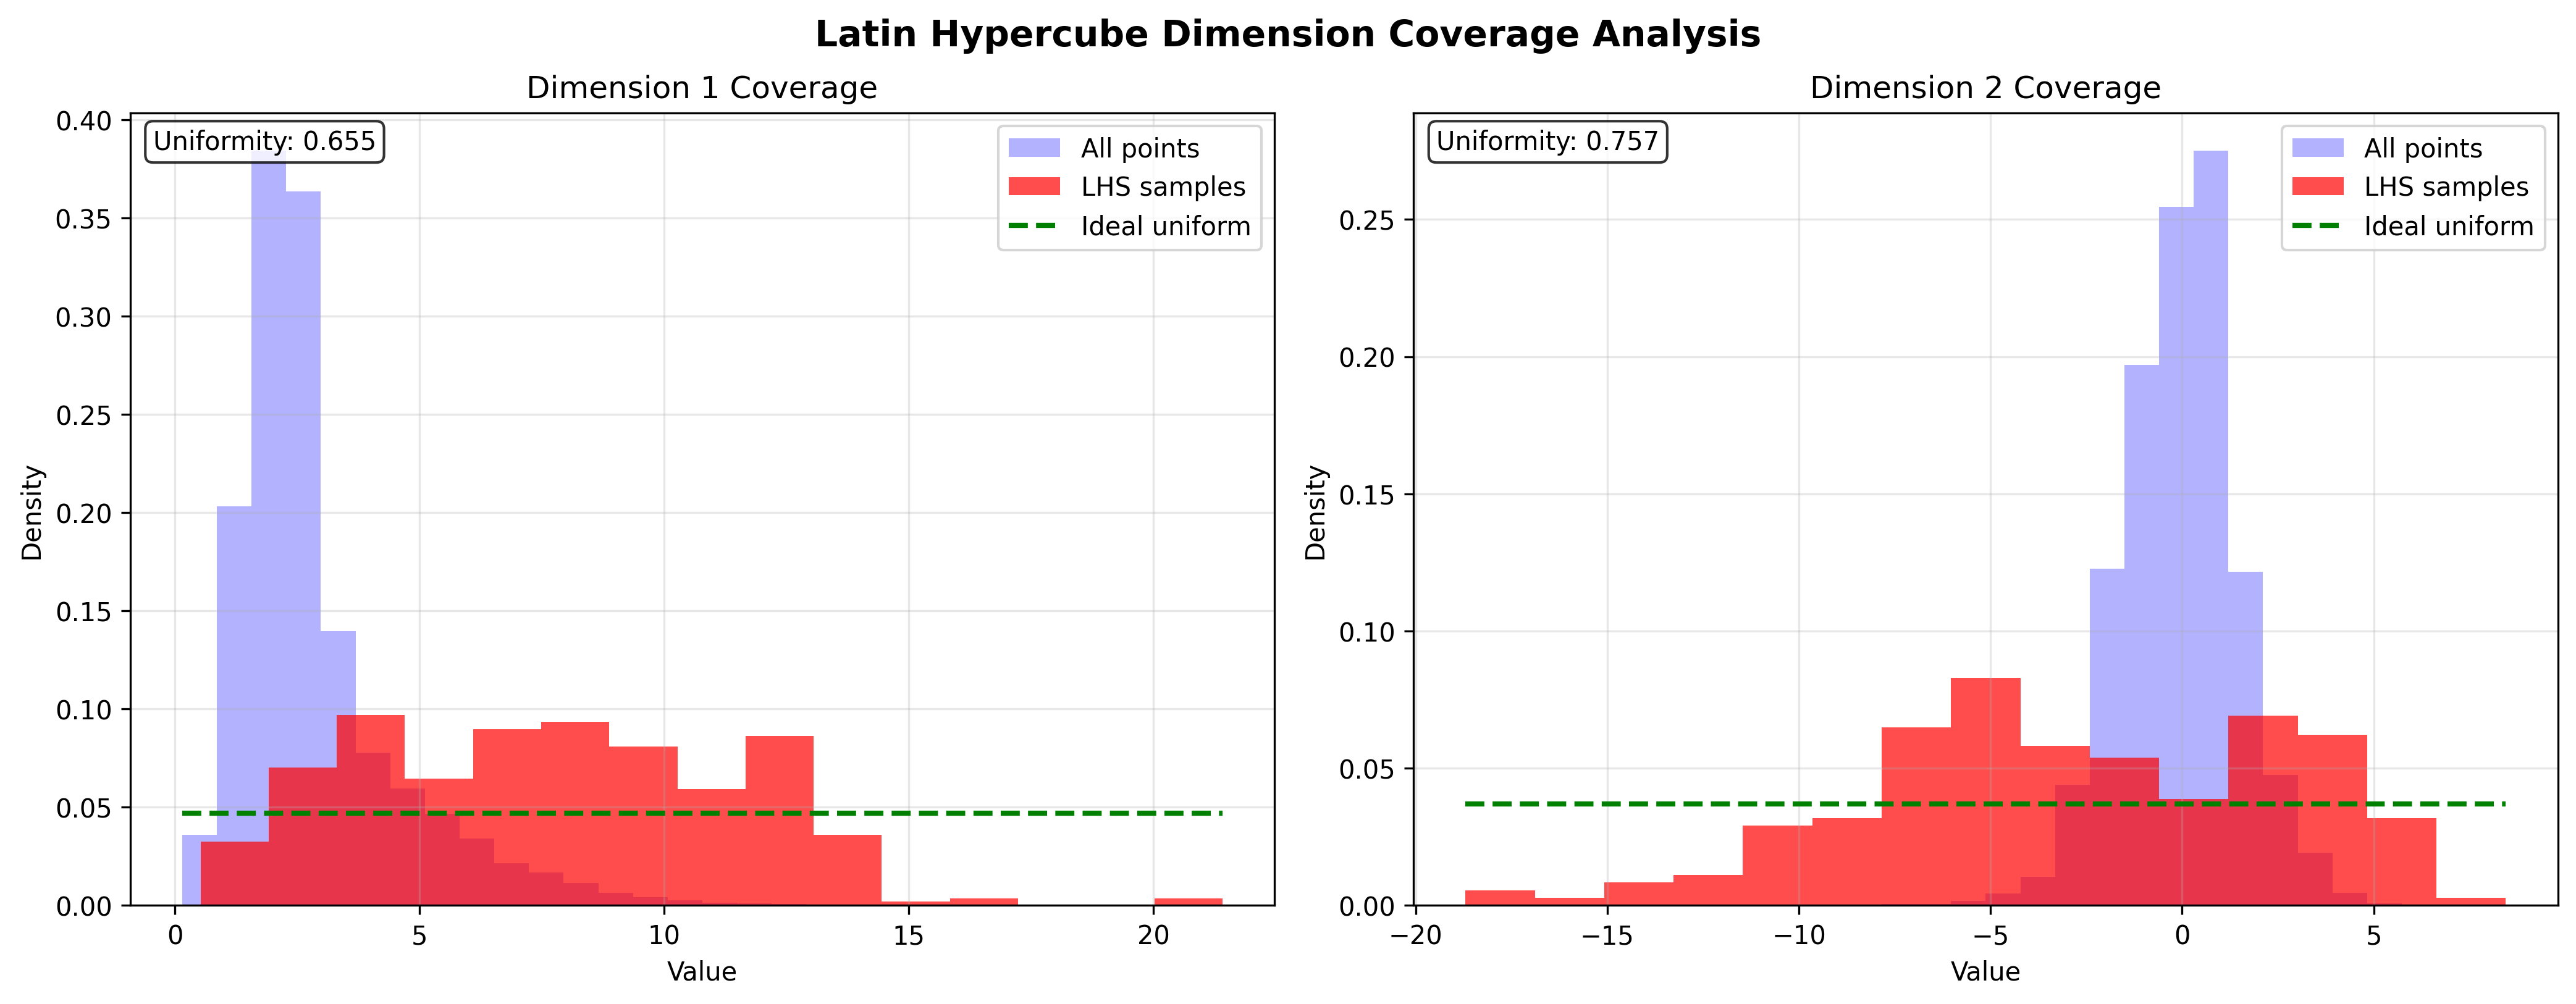 Latin Hypercube Dimension Coverage Analysis
Dimension 1 Coverage
Uniformity: 0.655
All points
LHS samples
Ideal uniform
0.40
0.35
0.30
0.25
0.20
0.15
0.10
0.05
0.00
Density
0
5
10
15
20
Value
Dimension 2 Coverage
Uniformity: 0.757
All points
LHS samples
Ideal uniform
0.25
0.20
0.15
0.10
0.05
0.00
Density
−20
−15
−10
−5
0
5
Value